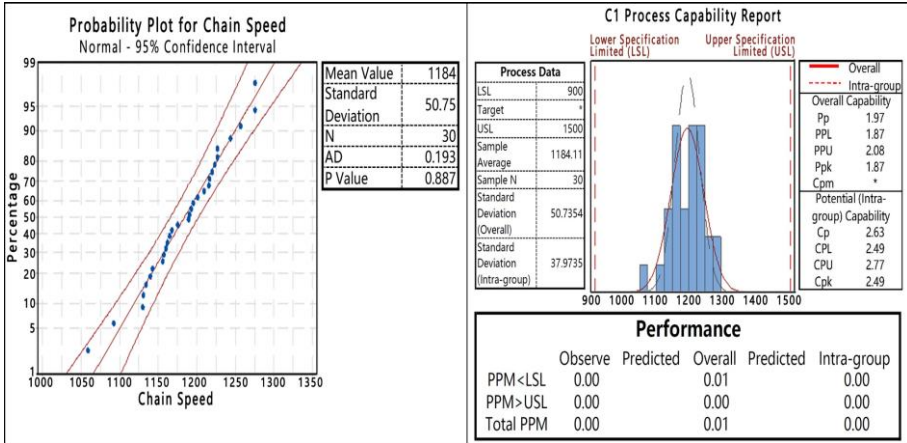 Probability Plot for Chain Speed
Normal - 95% Confidence Interval
99
95
90
80
70
60
50
40
30
20
10
5
1
Percentage
1000 1050 1100 1150 1200 1250 1300 1350
Chain Speed
Mean Value 1184
Standard Deviation 50.75
N 30
AD 0.193
P Value 0.887
C1 Process Capability Report
Lower Specification
Limited (LSL)
Upper Specification
Limited (USL)
Process Data
LSL 900
Target *
USL 1500
Sample Average 1184.11
Sample N 30
Standard Deviation (Overall) 50.7354
Standard Deviation (Intra-group) 37.9735
900 1000 1100 1200 1300 1400 1500
Overall
Intra-group
Overall Capability
Pp 1.97
PPL 1.87
PPU 2.08
Ppk 1.87
Cpm *
Potential (Intra-
group) Capability
Cp 2.63
CPL 2.49
CPU 2.77
Cpk 2.49
Performance
Observe Predicted Overall Predicted Intra-group
PPM<LSL 0.00 0.01 0.00
PPM>USL 0.00 0.00 0.00
Total PPM 0.00 0.01 0.00